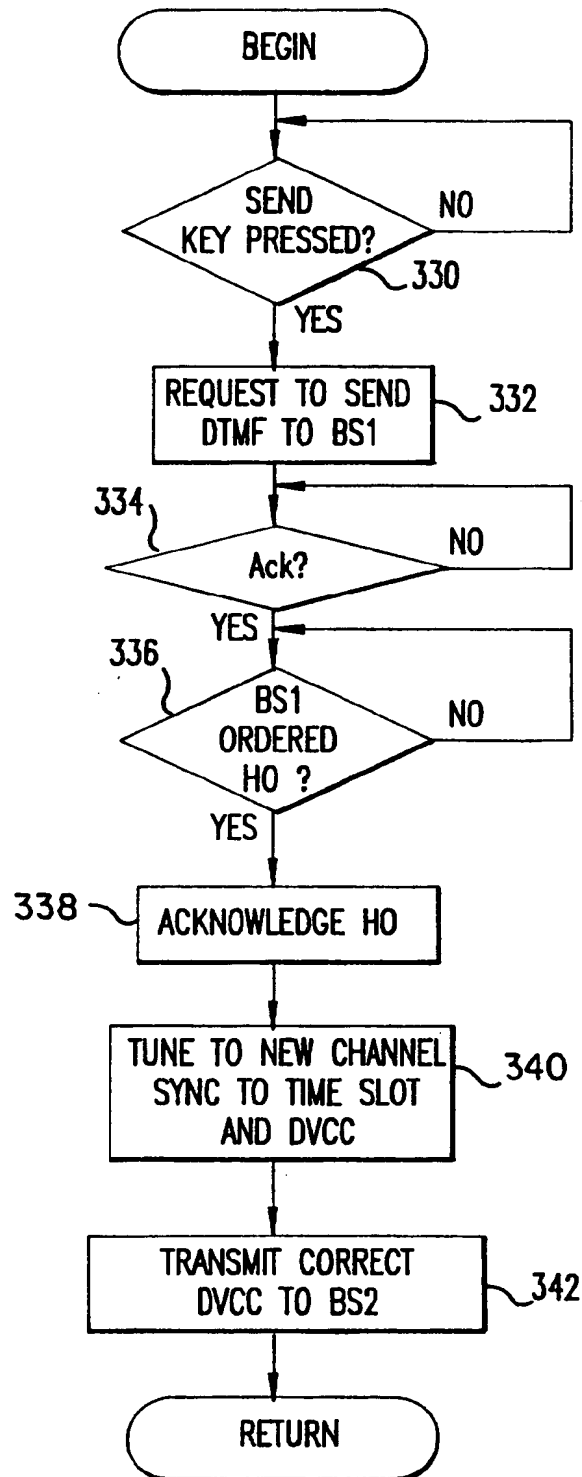 BEGIN
SEND
KEY PRESSED?
NO
330
YES
REQUEST TO SEND
DTMF TO BS1
332
334
Ack?
NO
YES
336
BS1
ORDERED
HO ?
NO
YES
338
ACKNOWLEDGE HO
TUNE TO NEW CHANNEL
SYNC TO TIME SLOT
AND DVCC
340
TRANSMIT CORRECT
DVCC TO BS2
342
RETURN